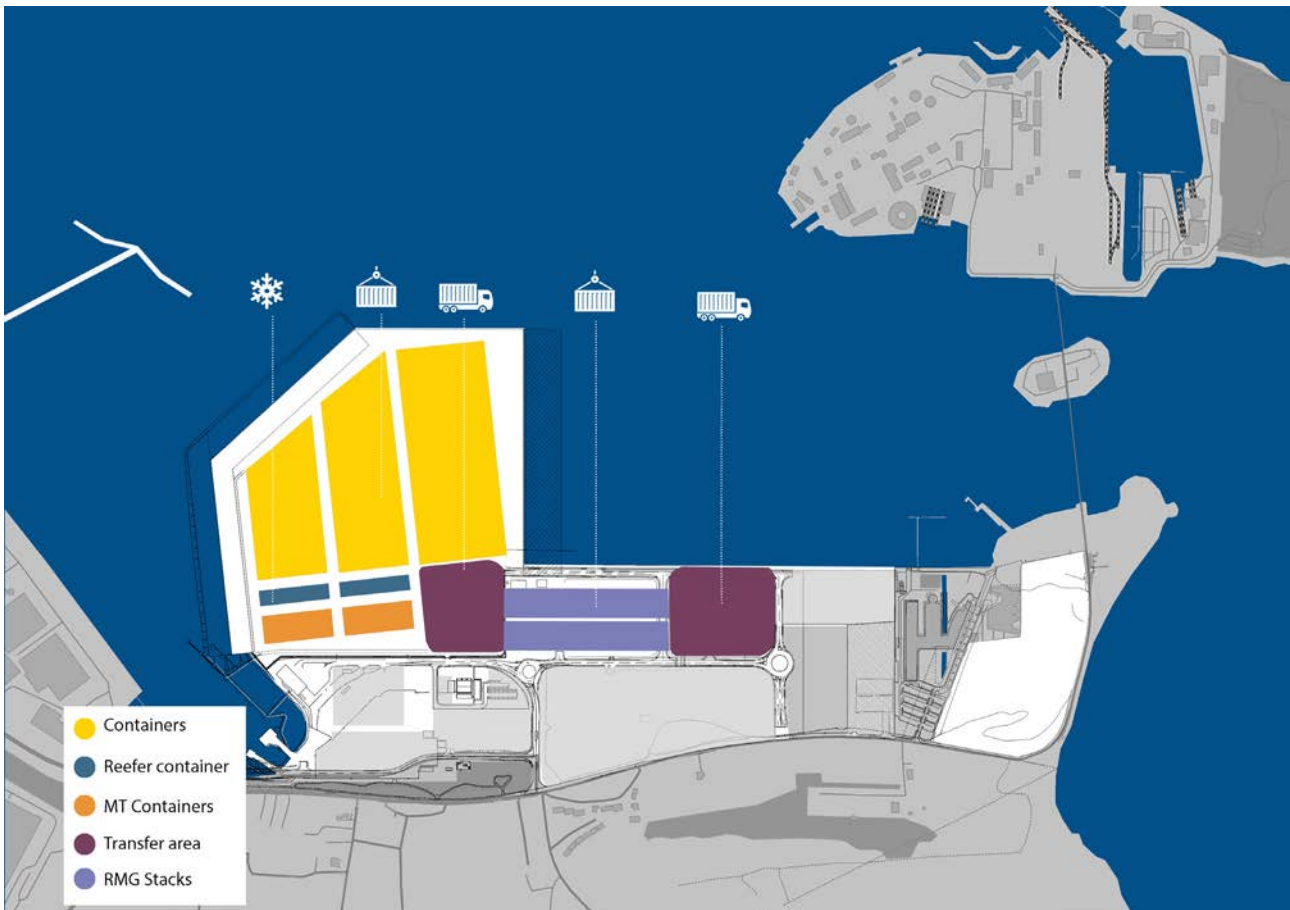 Containers
Reefer container
MT Containers
Transfer area
RMG Stacks